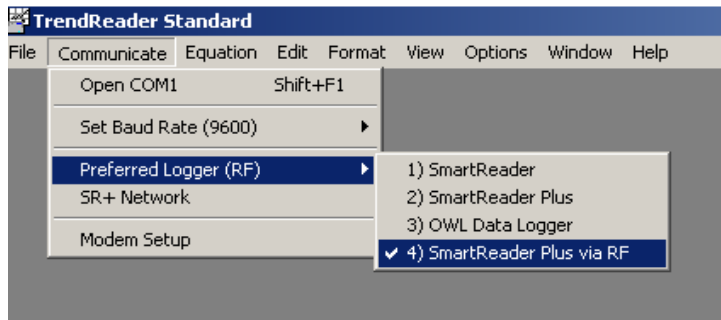 TrendReader Standard
File Communicate Equation Edit Format View Options Window Help
Open COM1 Shift+F1
Set Baud Rate (9600)
Preferred Logger (RF)
SR+ Network
Modem Setup
1) SmartReader
2) SmartReader Plus
3) OWL Data Logger
4) SmartReader Plus via RF